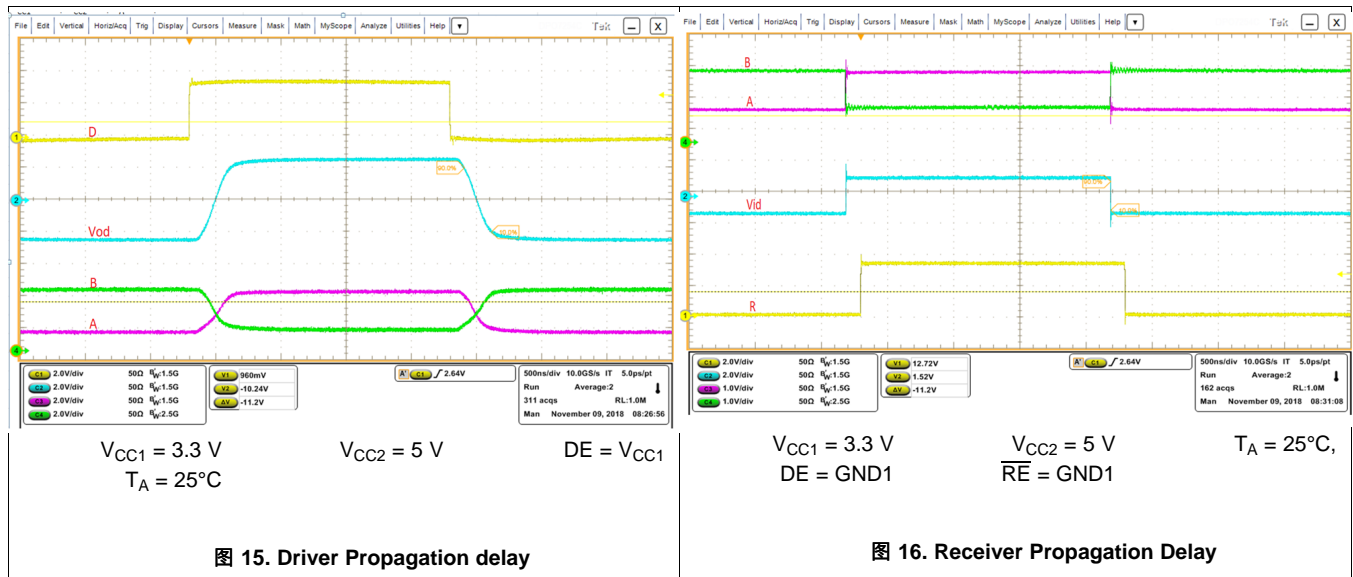 File Edit Vertical Horiz/Acq Trig Display Cursors Measure Mask Math MyScope Analyze Utilities Help Tek X
D
90.0%
Vod
B
A
C1 2.0V/div 50Ω BW:1.5G
C2 2.0V/div 50Ω BW:1.5G
C3 2.0V/div 50Ω BW:1.5G
C4 2.0V/div 50Ω BW:2.5G
V1 960mV
V2 -10.24V
ΔV -11.2V
A' C1 2.64V
500ns/div 10.0GS/s IT 5.0ps/pt
Run Average:2
311 acqs RL:1.0M
Man November 09, 2018 08:26:56
VCC1 = 3.3 V VCC2 = 5 V DE = VCC1
TA = 25°C
图 15. Driver Propagation delay
File Edit Vertical Horiz/Acq Trig Display Cursors Measure Mask Math MyScope Analyze Utilities Help Tek X
B
A
90.0%
Vid
R
C1 2.0V/div 50Ω BW:1.5G
C2 2.0V/div 50Ω BW:1.5G
C3 1.0V/div 50Ω BW:1.5G
C4 1.0V/div 50Ω BW:2.5G
V1 12.72V
V2 1.52V
ΔV -11.2V
A' C1 2.64V
500ns/div 10.0GS/s IT 5.0ps/pt
Run Average:2
162 acqs RL:1.0M
Man November 09, 2018 08:31:08
VCC1 = 3.3 V VCC2 = 5 V TA = 25°C,
DE = GND1 RE = GND1
图 16. Receiver Propagation Delay